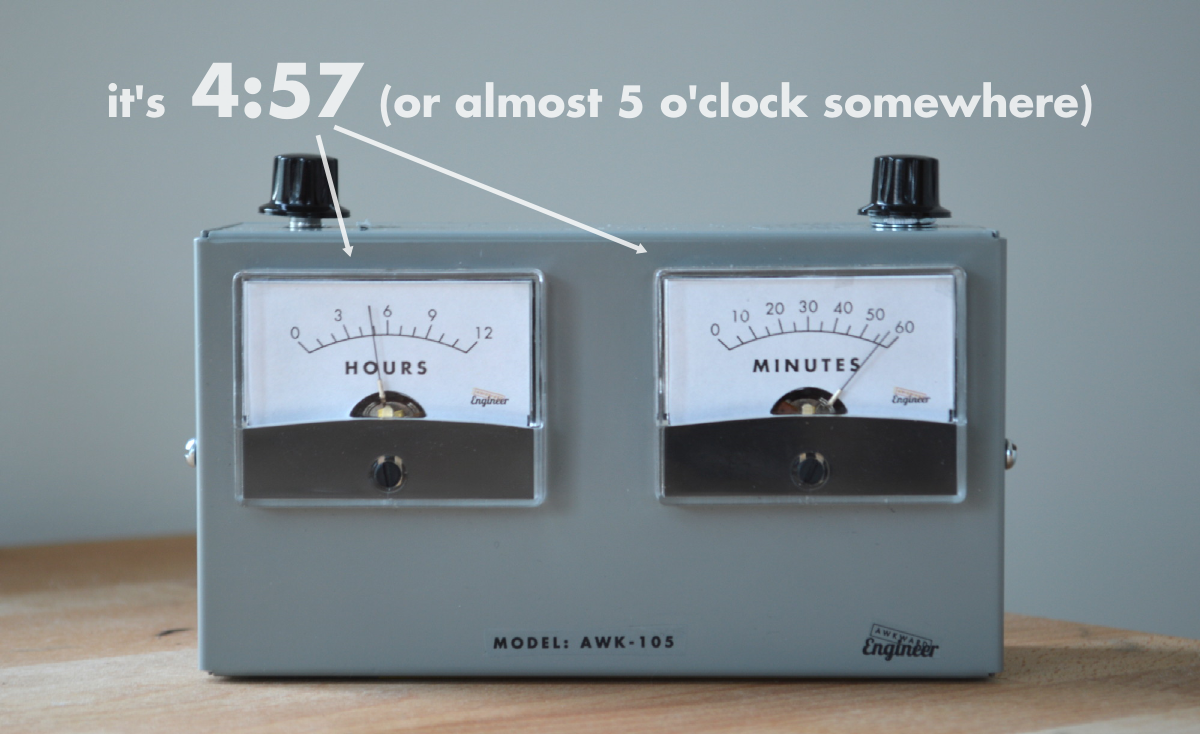 it's 4:57 (or almost 5 o'clock somewhere)
0 3 6 9 12
HOURS
Engineer
0 10 20 30 40 50 60
MINUTES
Engineer
MODEL: AWK-105
AWKWARD
Engineer